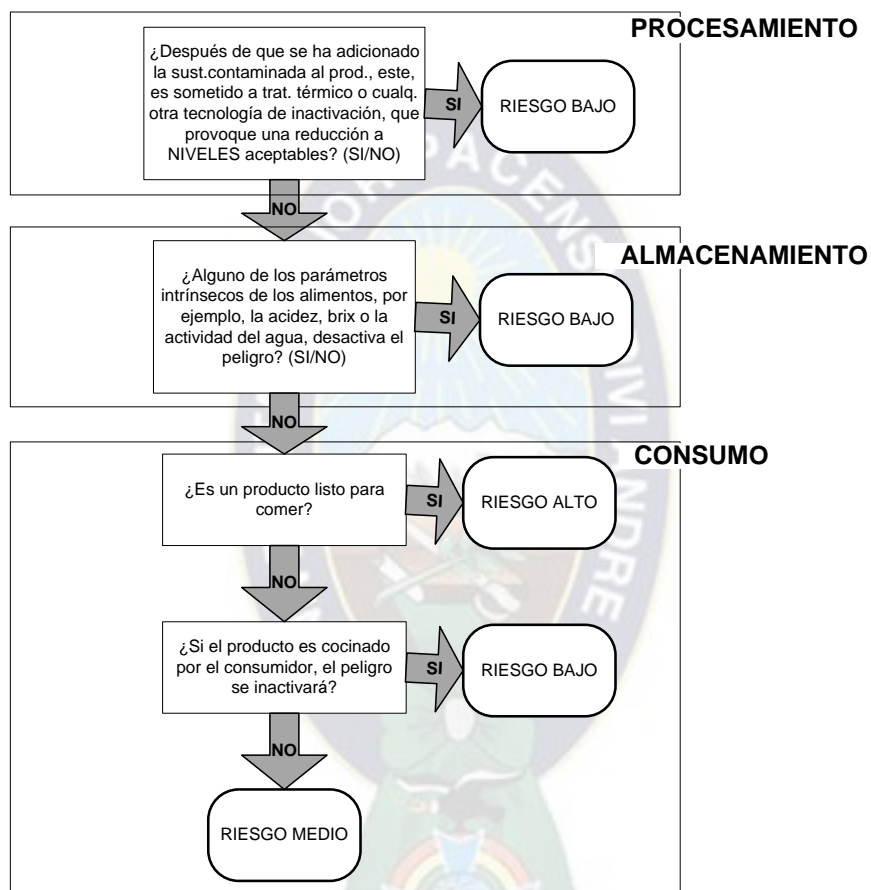 PROCESAMIENTO
¿Después de que se ha adicionado
la sust.contaminada al prod., este,
es sometido a trat. térmico o cualq.
otra tecnología de inactivación, que
provoque una reducción a
NIVELES aceptables? (SI/NO)
SI
RIESGO BAJO
NO
ALMACENAMIENTO
¿Alguno de los parámetros
intrínsecos de los alimentos, por
ejemplo, la acidez, brix o la
actividad del agua, desactiva el
peligro? (SI/NO)
SI
RIESGO BAJO
NO
CONSUMO
¿Es un producto listo para
comer?
SI
RIESGO ALTO
NO
¿Si el producto es cocinado
por el consumidor, el peligro
se inactivará?
SI
RIESGO BAJO
NO
RIESGO MEDIO